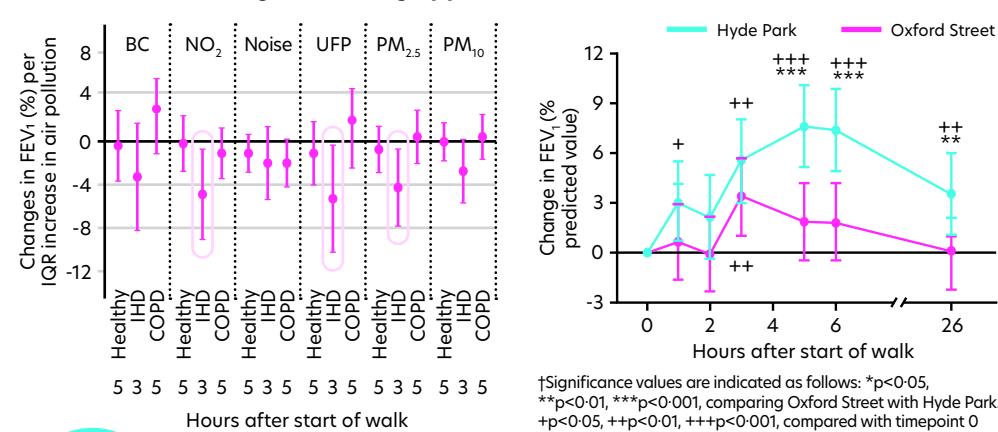 Changes in FEV₁ (%) per
IQR increase in air pollution
8
4
0
-4
-8
-12
BC
NO₂
Noise
UFP
PM₂.₅
PM₁₀
Healthy
IHD
COPD
Healthy
IHD
COPD
Healthy
IHD
COPD
Healthy
IHD
COPD
Healthy
IHD
COPD
Healthy
IHD
COPD
5 3 5 5 3 5 5 3 5 5 3 5 5 3 5 5 3 5
Hours after start of walk
Hyde Park
Oxford Street
Change in FEV₁ (%
predicted value)
12
9
6
3
0
-3
+
++
++
+++
***
+++
***
++
**
0 2 4 6 26
Hours after start of walk
†Significance values are indicated as follows: *p<0·05,
**p<0·01, ***p<0·001, comparing Oxford Street with Hyde Park
+p<0·05, ++p<0·01, +++p<0·001, compared with timepoint 0